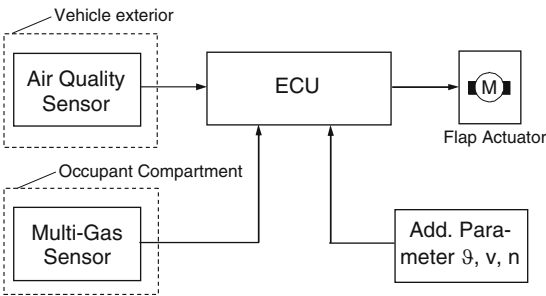 Vehicle exterior
Air Quality
Sensor
ECU
M
Flap Actuator
Occupant Compartment
Multi-Gas
Sensor
Add. Para-
meter ϑ, v, n